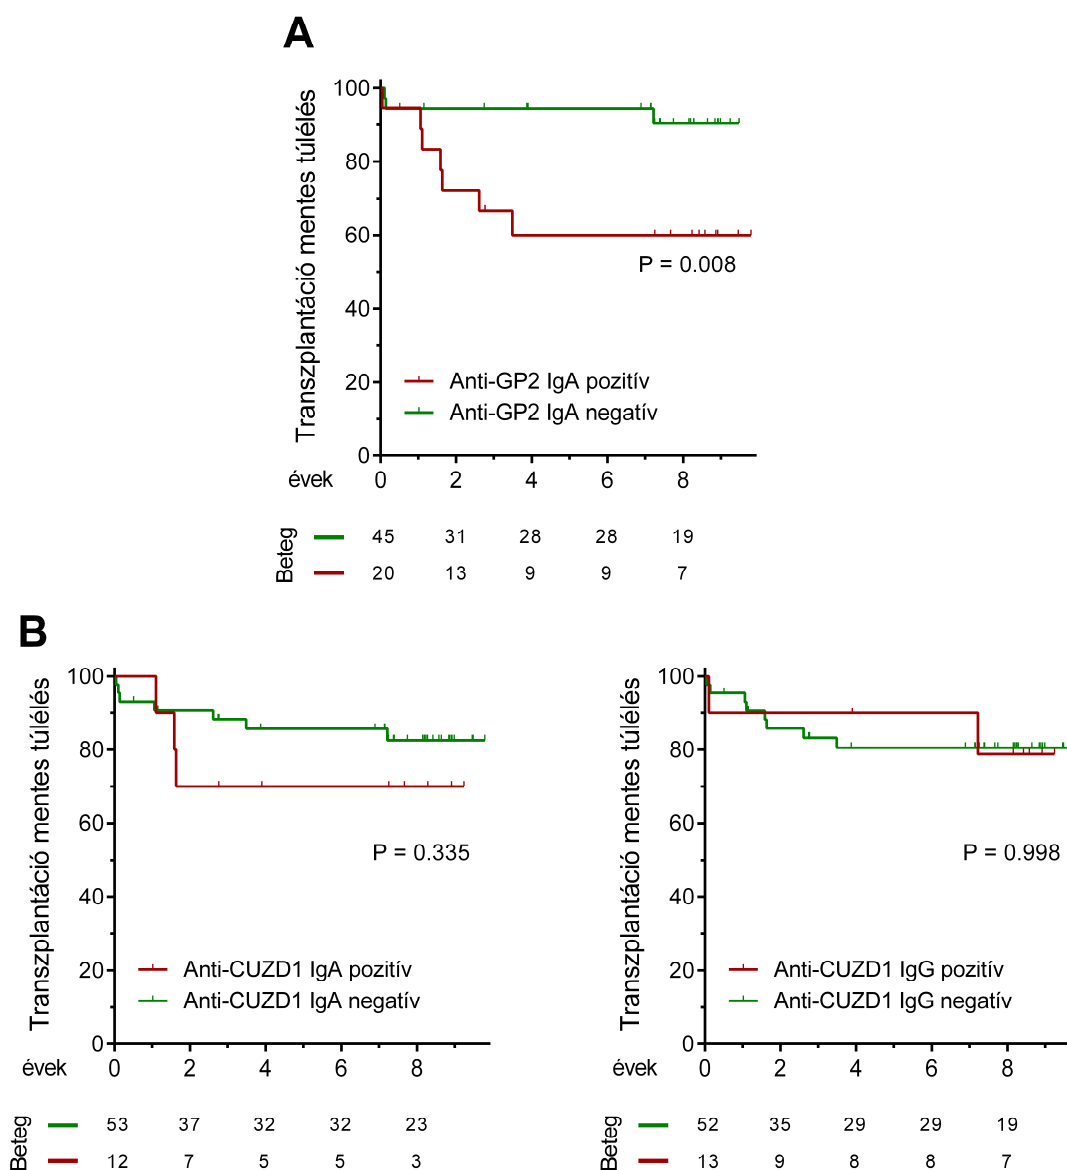 A
Transzplantáció mentes túlélés
100
80
60
40
20
0
P = 0.008
Anti-GP2 IgA pozitív
Anti-GP2 IgA negatív
évek 0 2 4 6 8
Beteg
45 31 28 28 19
20 13 9 9 7
B
Transzplantáció mentes túlélés
100
80
60
40
20
0
P = 0.335
Anti-CUZD1 IgA pozitív
Anti-CUZD1 IgA negatív
évek 0 2 4 6 8
Beteg
53 37 32 32 23
12 7 5 5 3
Transzplantáció mentes túlélés
100
80
60
40
20
0
P = 0.998
Anti-CUZD1 IgG pozitív
Anti-CUZD1 IgG negatív
évek 0 2 4 6 8
Beteg
52 35 29 29 19
13 9 8 8 7